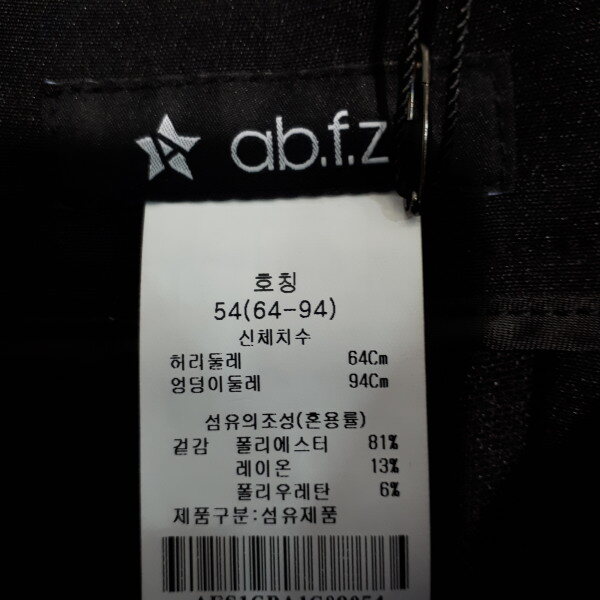 ab.f.z
호칭
54(64-94)
신체치수
허리둘레 64Cm
엉덩이둘레 94Cm
섬유의조성(혼용률)
겉감 폴리에스터 81%
레이온 13%
폴리우레탄 6%
제품구분:섬유제품